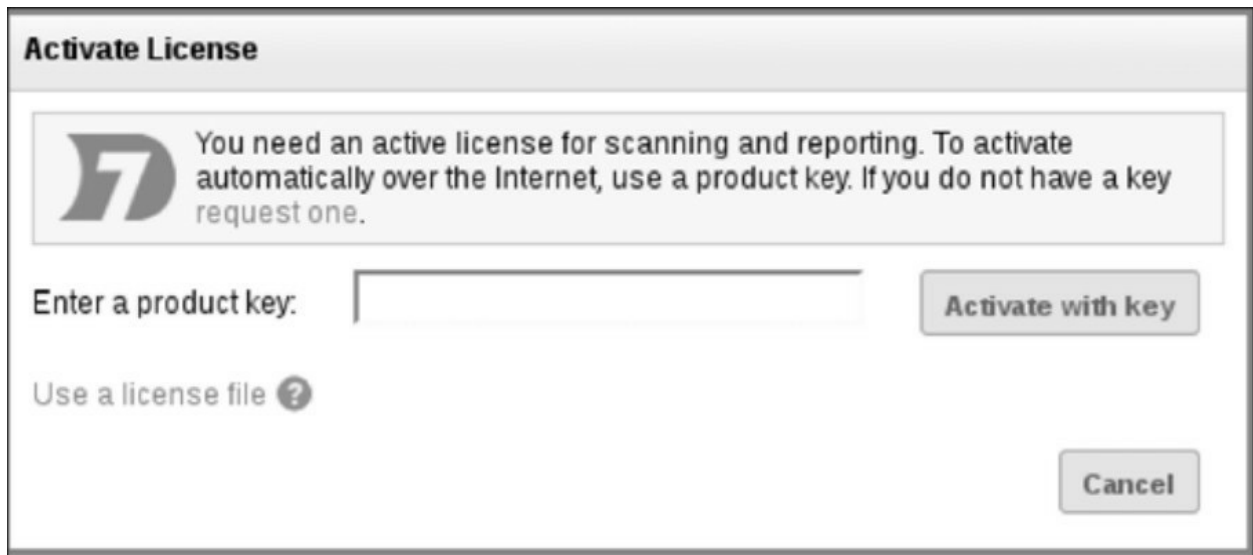 Activate License
7
You need an active license for scanning and reporting. To activate
automatically over the Internet, use a product key. If you do not have a key
request one.
Enter a product key:
Activate with key
Use a license file ?
Cancel